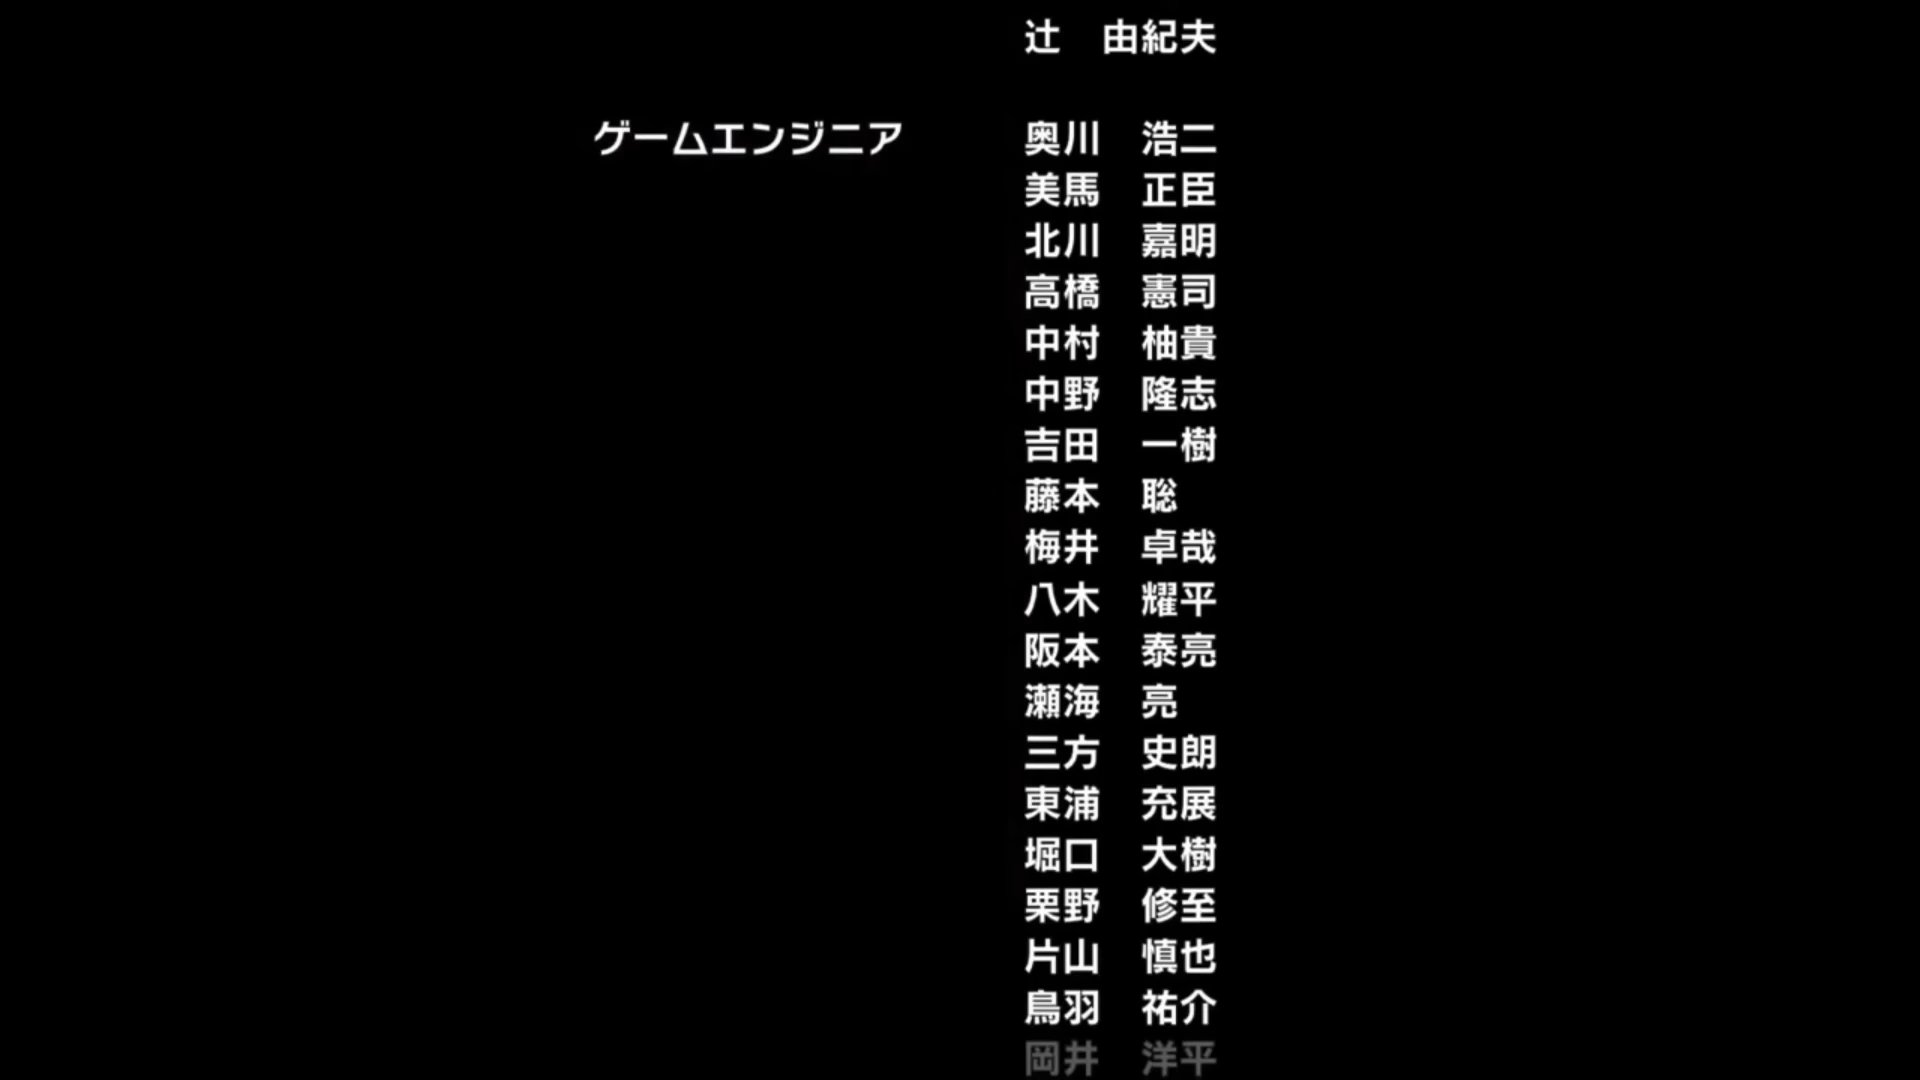 辻　由紀夫
ゲームエンジニア　奥川　浩二
美馬　正臣
北川　嘉明
高橋　憲司
中村　柚貴
中野　隆志
吉田　一樹
藤本　聡
梅井　卓哉
八木　耀平
阪本　泰亮
瀬海　亮
三方　史朗
東浦　充展
堀口　大樹
栗野　修至
片山　慎也
鳥羽　祐介
岡井　洋平